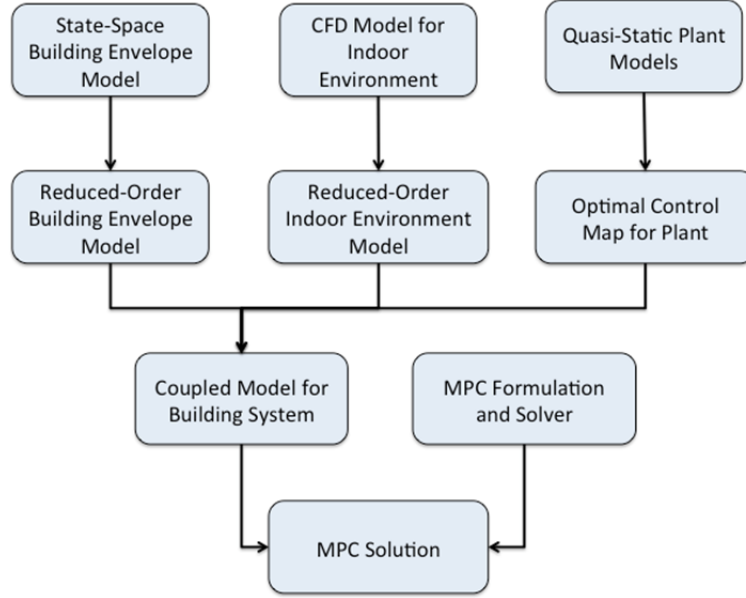 State-Space
Building Envelope
Model
CFD Model for
Indoor
Environment
Quasi-Static Plant
Models
Reduced-Order
Building Envelope
Model
Reduced-Order
Indoor Environment
Model
Optimal Control
Map for Plant
Coupled Model for
Building System
MPC Formulation
and Solver
MPC Solution